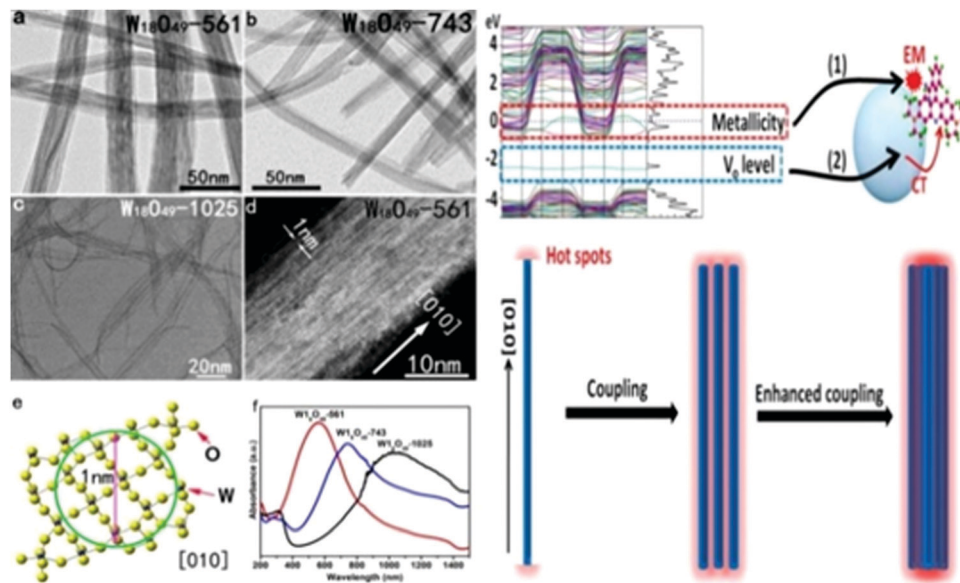 a
W₁₈O₄₉-561
50nm
b
W₁₈O₄₉-743
50nm
c
W₁₈O₄₉-1025
20nm
d
W₁₈O₄₉-561
1nm
[010]
10nm
e
1nm
O
W
[010]
f
W1₈O₄₉-561
W1₈O₄₉-743
W1₈O₄₉-1025
Absorbance (a.u.)
200 400 600 800 1000 1200 1400
Wavelength (nm)
eV
4
2
0
-2
-4
Metallicity
V₀ level
(1)
(2)
EM
CT
Hot spots
[010]
Coupling
Enhanced coupling